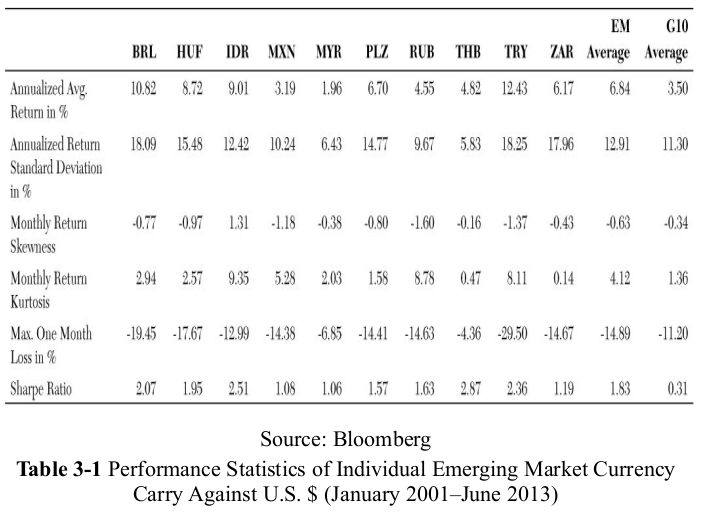 EM G10
BRL HUF IDR MXN MYR PLZ RUB THB TRY ZAR Average Average
Annualized Avg. 10.82 8.72 9.01 3.19 1.96 6.70 4.55 4.82 12.43 6.17 6.84 3.50
Return in %
Annualized Return 18.09 15.48 12.42 10.24 6.43 14.77 9.67 5.83 18.25 17.96 12.91 11.30
Standard Deviation
in %
Monthly Return -0.77 -0.97 1.31 -1.18 -0.38 -0.80 -1.60 -0.16 -1.37 -0.43 -0.63 -0.34
Skewness
Monthly Return 2.94 2.57 9.35 5.28 2.03 1.58 8.78 0.47 8.11 0.14 4.12 1.36
Kurtosis
Max. One Month -19.45 -17.67 -12.99 -14.38 -6.85 -14.41 -14.63 -4.36 -29.50 -14.67 -14.89 -11.20
Loss in %
Sharpe Ratio 2.07 1.95 2.51 1.08 1.06 1.57 1.63 2.87 2.36 1.19 1.83 0.31
Source: Bloomberg
Table 3-1 Performance Statistics of Individual Emerging Market Currency
Carry Against U.S. $ (January 2001–June 2013)